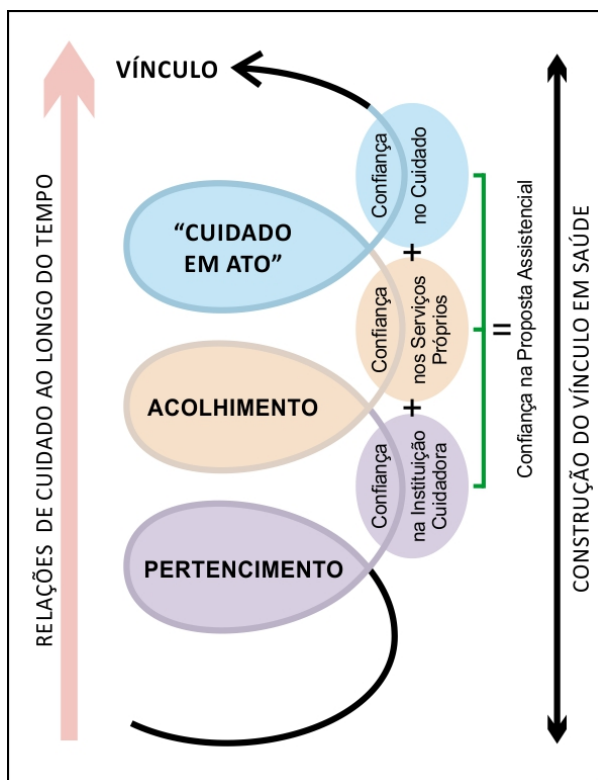 RELAÇÕES DE CUIDADO AO LONGO DO TEMPO
VÍNCULO
“CUIDADO
EM ATO”
ACOLHIMENTO
PERTENCIMENTO
Confiança
no Cuidado
+
Confiança
nos Serviços
Próprios
+
Confiança
na Instituição
Cuidadora
=
Confiança na Proposta Assistencial
CONSTRUÇÃO DO VÍNCULO EM SAÚDE